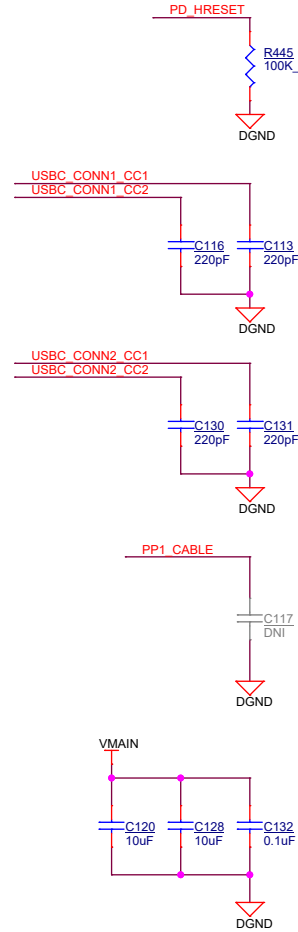 PD_HRESET
R445
100K_
DGND
USBC_CONN1_CC1
USBC_CONN1_CC2
C116 C113
220pF 220pF
DGND
USBC_CONN2_CC1
USBC_CONN2_CC2
C130 C131
220pF 220pF
DGND
PP1_CABLE
C117
DNI
DGND
VMAIN
C120 C128 C132
10uF 10uF 0.1uF
DGND